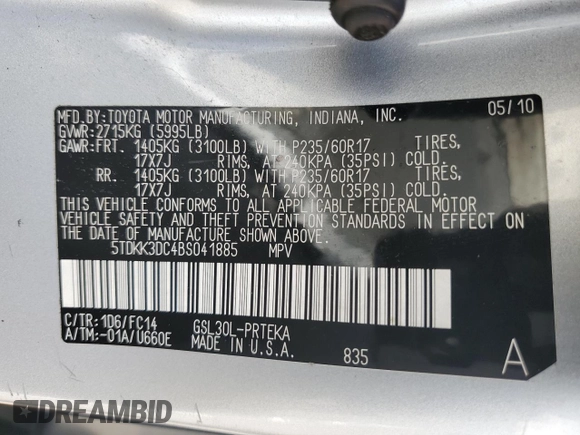 MFD.BY:TOYOTA MOTOR MANUFACTURING, INDIANA, INC. 05/10
GVWR:2715KG (5995LB)
GAWR:FRT. 1405KG (3100LB) WITH P235/60R17 TIRES,
17X7J RIMS, AT 240KPA (35PSI) COLD.
RR. 1405KG (3100LB) WITH P235/60R17 TIRES,
17X7J RIMS, AT 240KPA (35PSI) COLD.
THIS VEHICLE CONFORMS TO ALL APPLICABLE FEDERAL MOTOR
VEHICLE SAFETY AND THEFT PREVENTION STANDARDS IN EFFECT ON
THE DATE OF MANUFACTURE SHOWN ABOVE.
5TDKK3DC4BS041885 MPV
C/TR:1D6/FC14 GSL30L-PRTEKA
A/TM:-01A/U660E MADE IN U.S.A. 835 A
DREAMBID